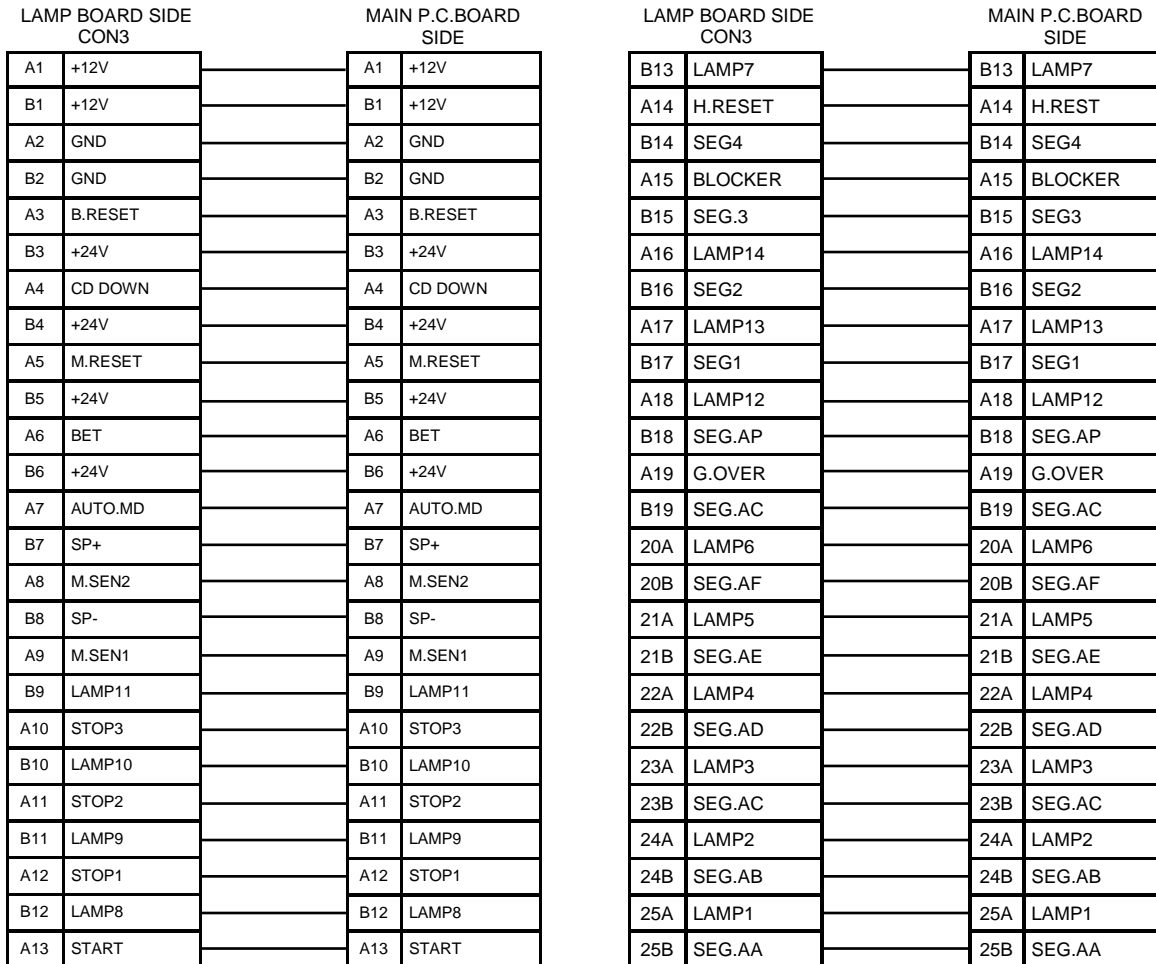 LAMP BOARD SIDE CON3 MAIN P.C.BOARD SIDE
A1 +12V A1 +12V
B1 +12V B1 +12V
A2 GND A2 GND
B2 GND B2 GND
A3 B.RESET A3 B.RESET
B3 +24V B3 +24V
A4 CD DOWN A4 CD DOWN
B4 +24V B4 +24V
A5 M.RESET A5 M.RESET
B5 +24V B5 +24V
A6 BET A6 BET
B6 +24V B6 +24V
A7 AUTO.MD A7 AUTO.MD
B7 SP+ B7 SP+
A8 M.SEN2 A8 M.SEN2
B8 SP- B8 SP-
A9 M.SEN1 A9 M.SEN1
B9 LAMP11 B9 LAMP11
A10 STOP3 A10 STOP3
B10 LAMP10 B10 LAMP10
A11 STOP2 A11 STOP2
B11 LAMP9 B11 LAMP9
A12 STOP1 A12 STOP1
B12 LAMP8 B12 LAMP8
A13 START A13 START
LAMP BOARD SIDE CON3 MAIN P.C.BOARD SIDE
B13 LAMP7 B13 LAMP7
A14 H.RESET A14 H.REST
B14 SEG4 B14 SEG4
A15 BLOCKER A15 BLOCKER
B15 SEG.3 B15 SEG3
A16 LAMP14 A16 LAMP14
B16 SEG2 B16 SEG2
A17 LAMP13 A17 LAMP13
B17 SEG1 B17 SEG1
A18 LAMP12 A18 LAMP12
B18 SEG.AP B18 SEG.AP
A19 G.OVER A19 G.OVER
B19 SEG.AC B19 SEG.AC
20A LAMP6 20A LAMP6
20B SEG.AF 20B SEG.AF
21A LAMP5 21A LAMP5
21B SEG.AE 21B SEG.AE
22A LAMP4 22A LAMP4
22B SEG.AD 22B SEG.AD
23A LAMP3 23A LAMP3
23B SEG.AC 23B SEG.AC
24A LAMP2 24A LAMP2
24B SEG.AB 24B SEG.AB
25A LAMP1 25A LAMP1
25B SEG.AA 25B SEG.AA